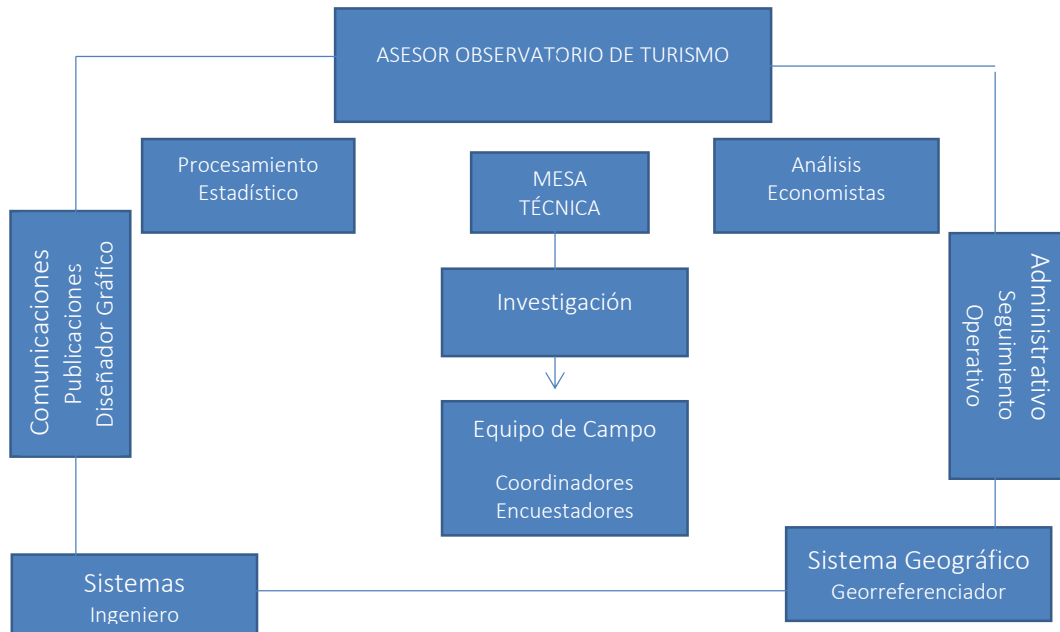 ASESOR OBSERVATORIO DE TURISMO
Procesamiento
Estadístico
MESA
TÉCNICA
Análisis
Economistas
Comunicaciones
Publicaciones
Diseñador Gráfico
Investigación
Administrativo
Seguimiento
Operativo
Equipo de Campo
Coordinadores
Encuestadores
Sistemas
Ingeniero
Sistema Geográfico
Georreferenciador